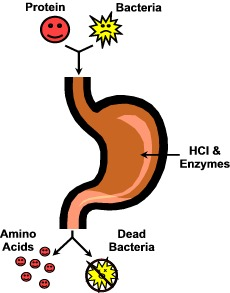 Protein
Bacteria
HCl &
Enzymes
Amino
Acids
Dead
Bacteria